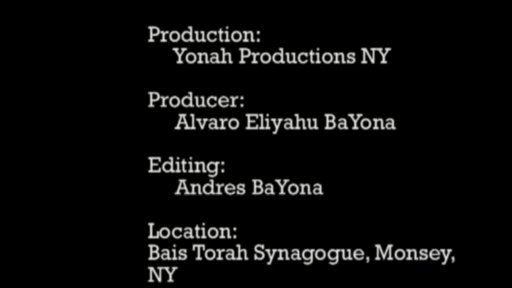 Production:
Yonah Productions NY
Producer:
Alvaro Eliyahu BaYona
Editing:
Andres BaYona
Location:
Bais Torah Synagogue, Monsey,
NY